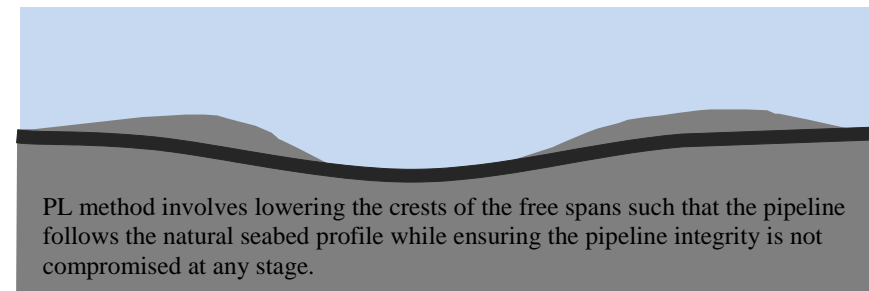 PL method involves lowering the crests of the free spans such that the pipeline
follows the natural seabed profile while ensuring the pipeline integrity is not
compromised at any stage.